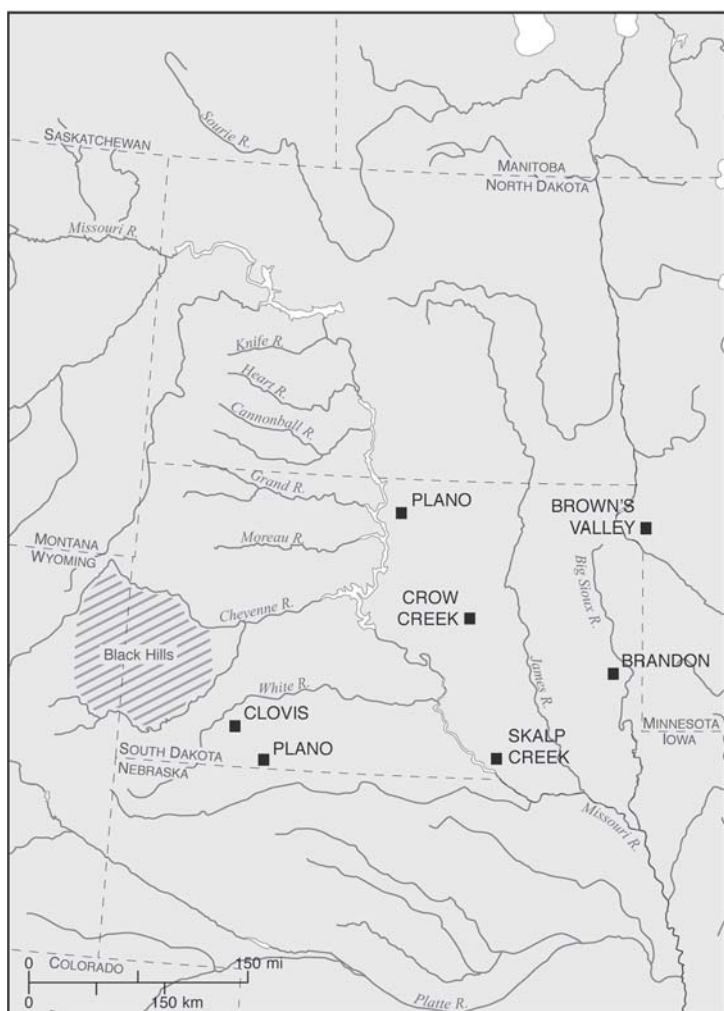 Sourie R.
SASKATCHEWAN
MANITOBA
NORTH DAKOTA
Missouri R.
Knife R.
Heart R.
Cannonball R.
Grand R.
PLANO
BROWN'S
VALLEY
MONTANA
WYOMING
Moreau R.
Big Sioux R.
Cheyenne R.
CROW
CREEK
Black Hills
BRANDON
White R.
James R.
CLOVIS
MINNESOTA
IOWA
SKALP
CREEK
SOUTH DAKOTA
NEBRASKA
PLANO
Missouri R.
COLORADO
0
150 mi
0
150 km
Platte R.